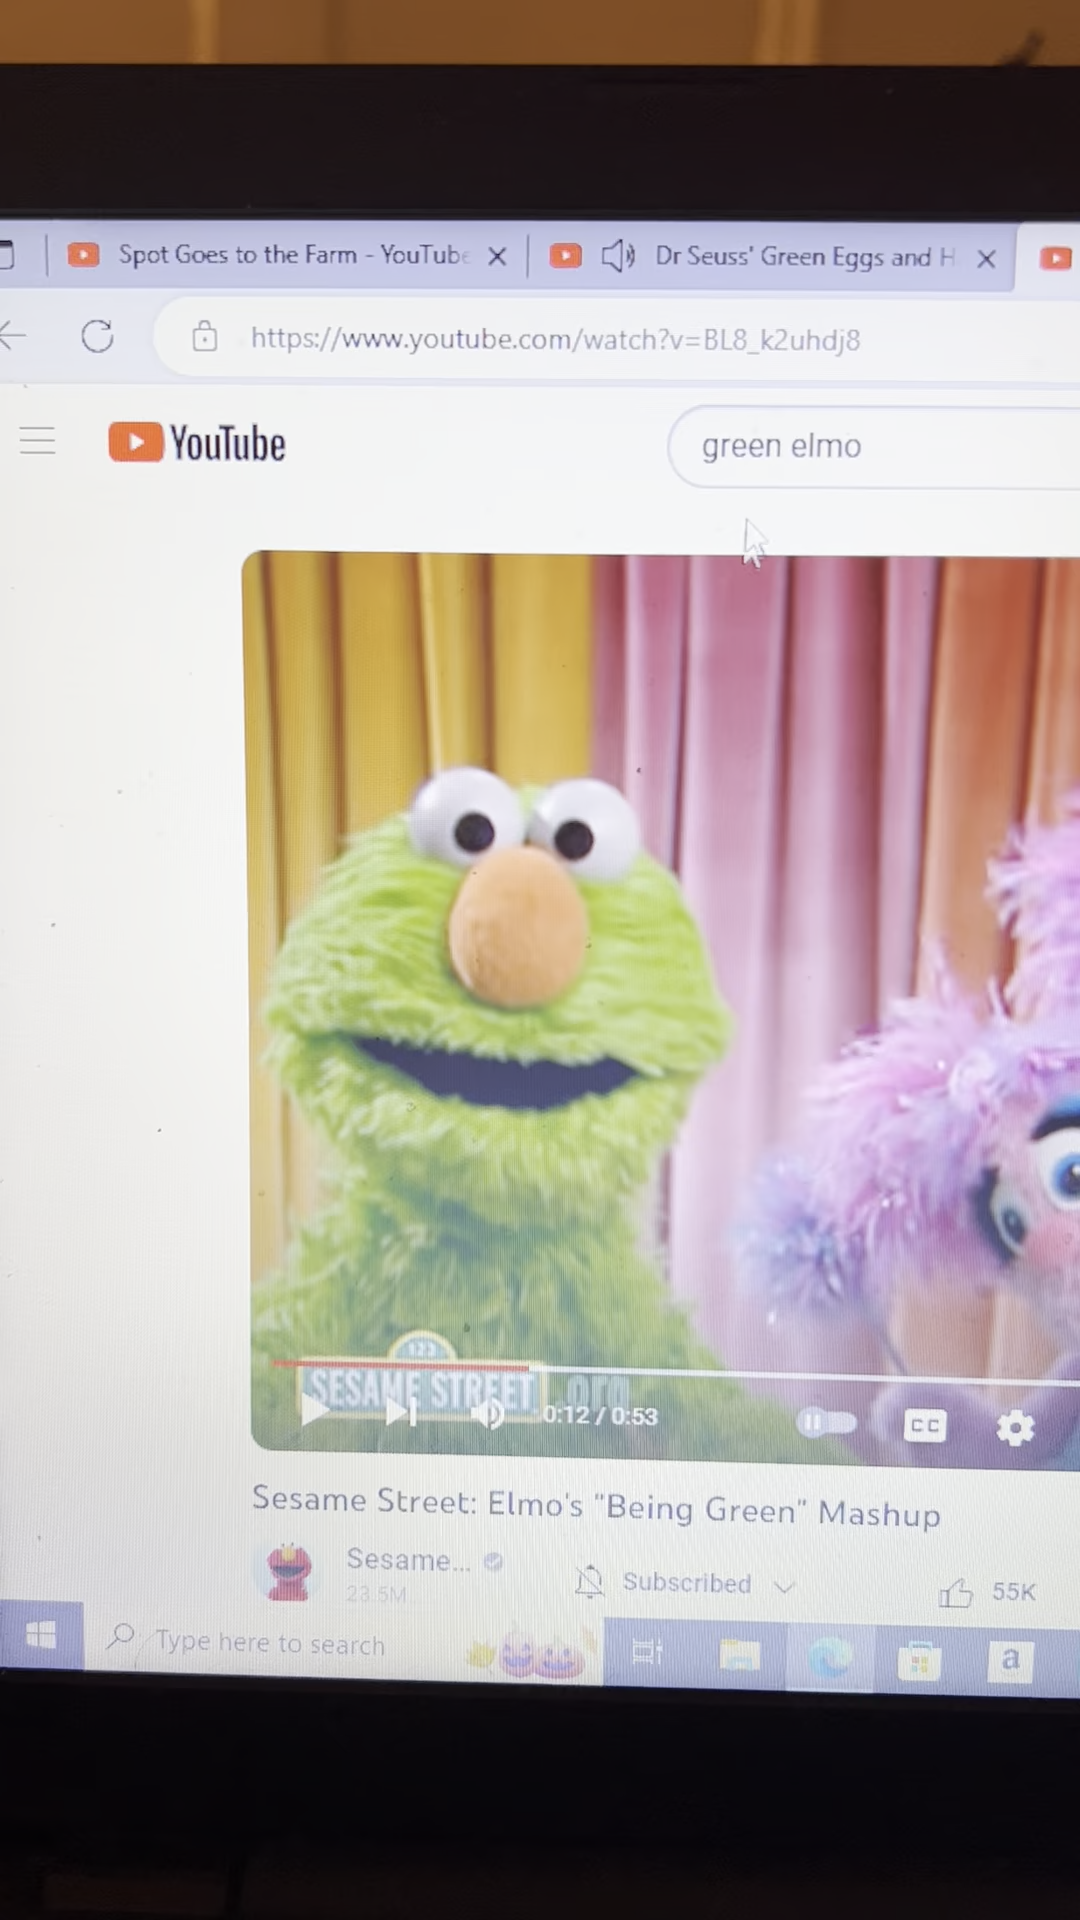 Spot Goes to the Farm - YouTube
Dr Seuss' Green Eggs and H
https://www.youtube.com/watch?v=BL8_k2uhdj8
YouTube
green elmo
123
SESAME STREET .org
0:12 / 0:53
CC
Sesame Street: Elmo's "Being Green" Mashup
Sesame...
23.5M
Subscribed
55K
Type here to search
a